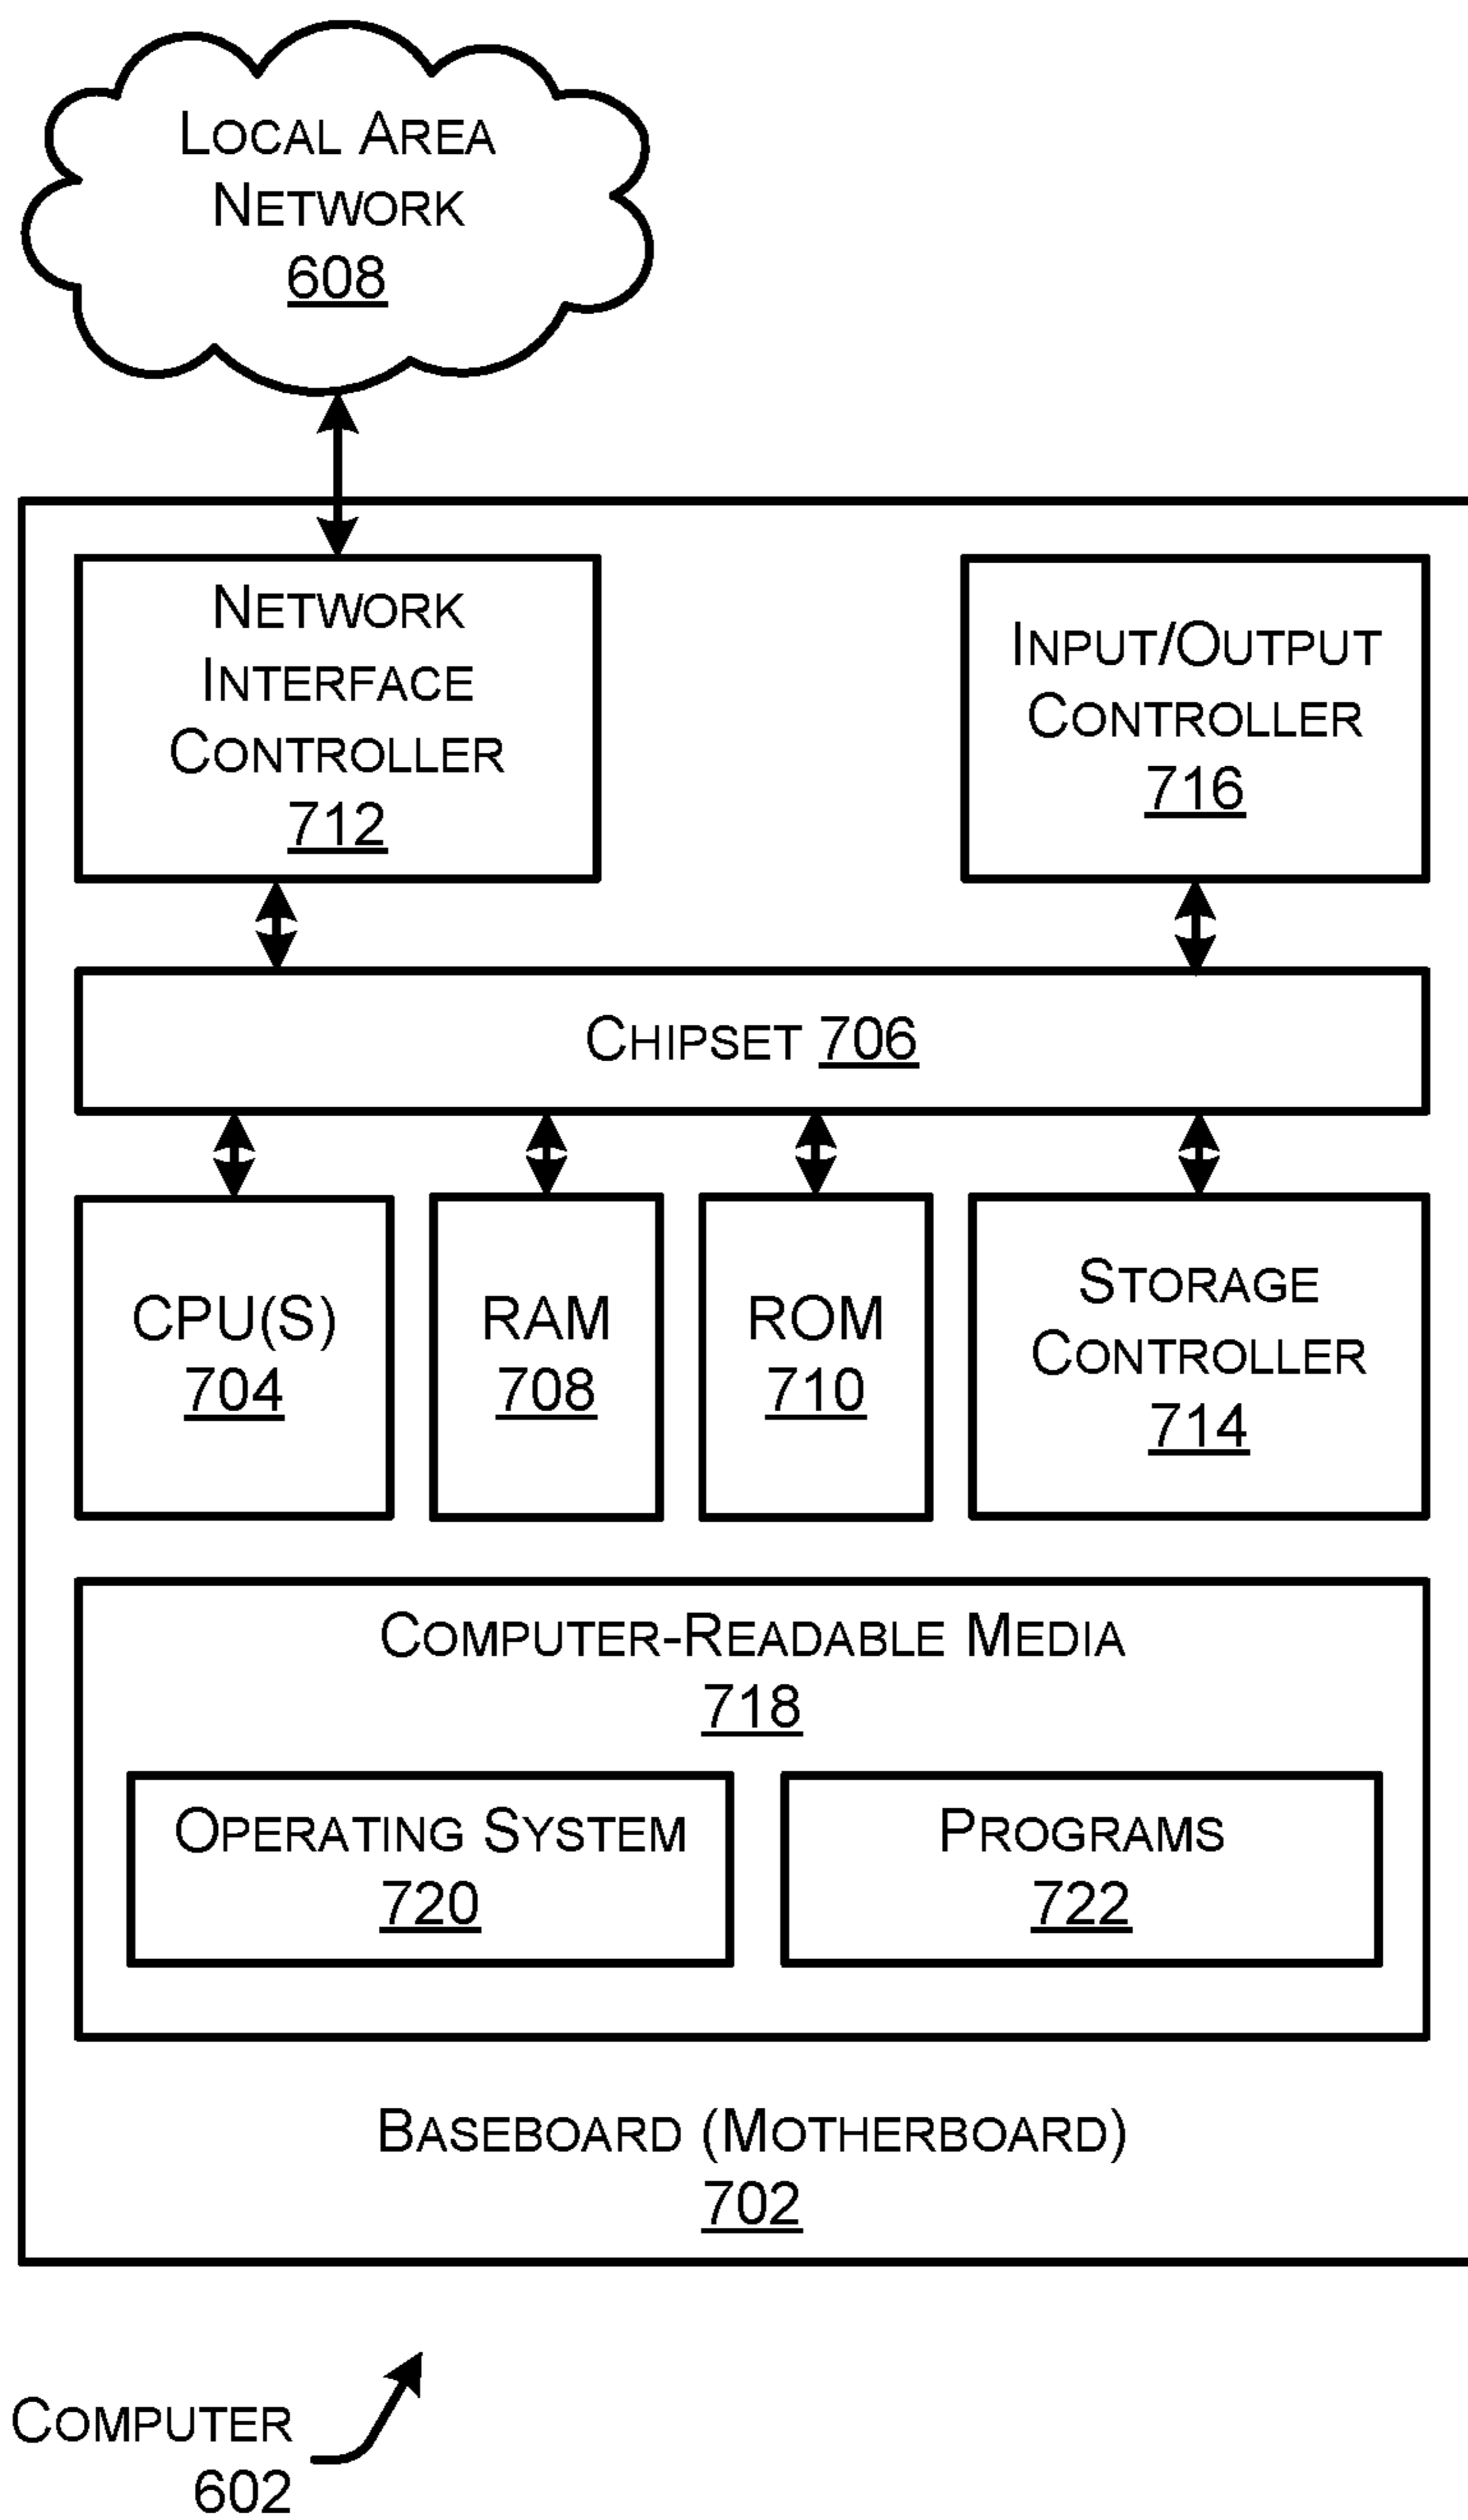 LOCAL AREA
NETWORK
608
NETWORK
INTERFACE
CONTROLLER
712
INPUT/OUTPUT
CONTROLLER
716
CHIPSET 706
CPU(S)
704
RAM
708
ROM
710
STORAGE
CONTROLLER
714
COMPUTER-READABLE MEDIA
718
OPERATING SYSTEM
720
PROGRAMS
722
BASEBOARD (MOTHERBOARD)
702
COMPUTER
602